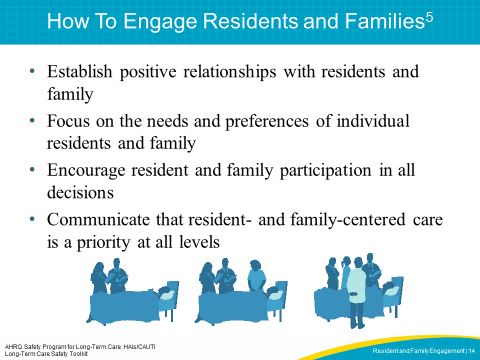 How To Engage Residents and Families5
• Establish positive relationships with residents and
family
• Focus on the needs and preferences of individual
residents and family
• Encourage resident and family participation in all
decisions
• Communicate that resident- and family-centered care
is a priority at all levels
AHRQ Safety Program for Long-Term Care: HAIs/CAUTI
Long-Term Care Safety Toolkit
Resident and Family Engagement | 14